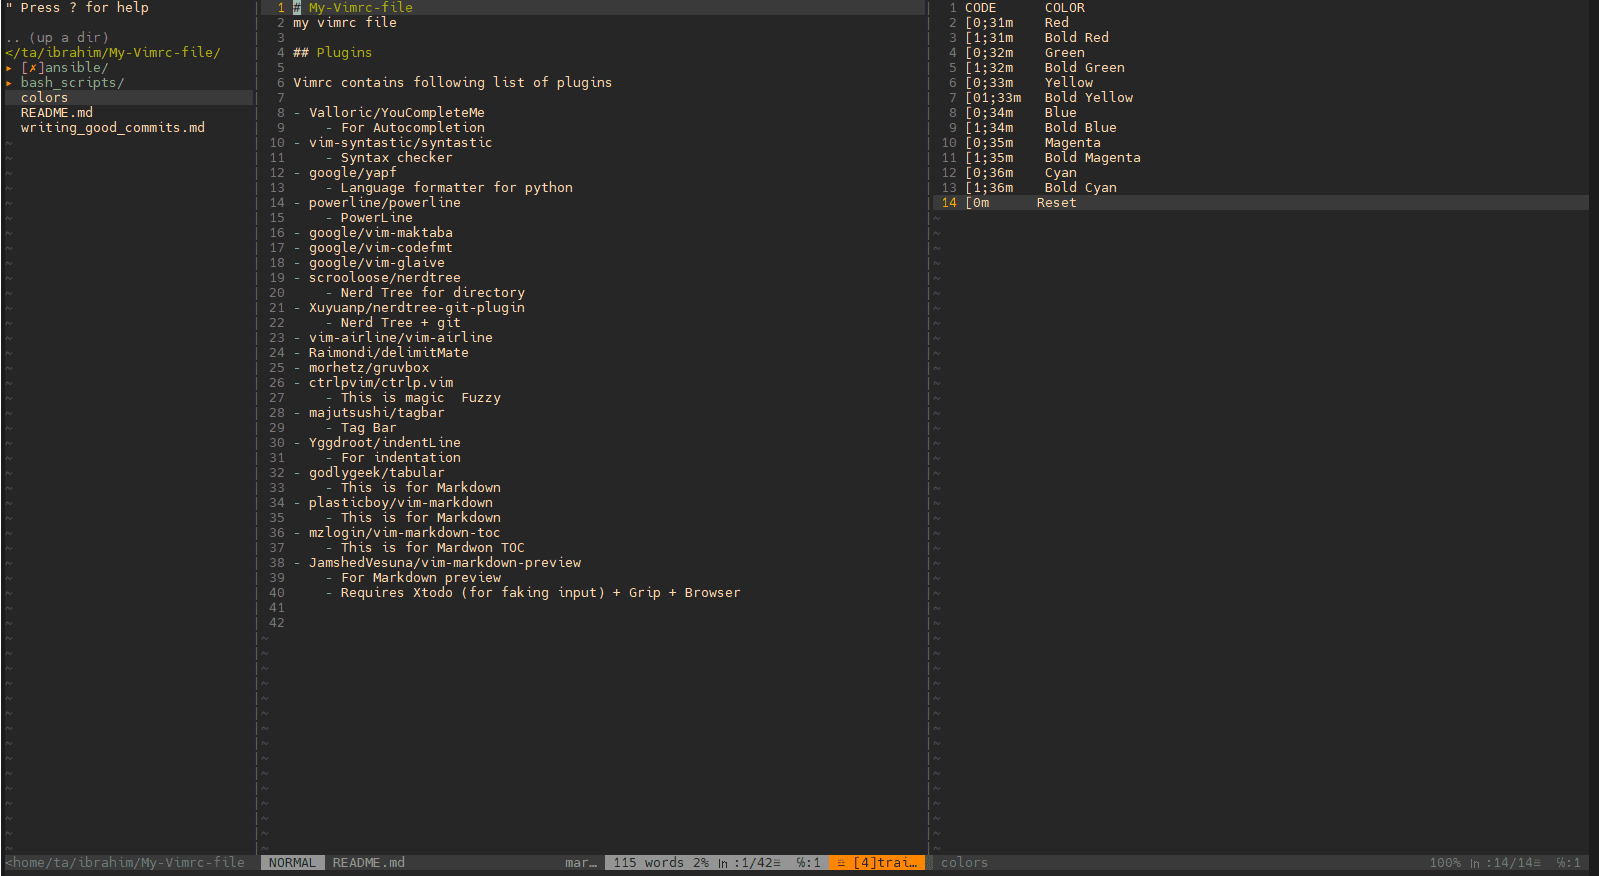 " Press ? for help
.. (up a dir)
</ta/ibrahim/My-Vimrc-file/
▸ [✗]ansible/
▸ bash_scripts/
colors
README.md
writing_good_commits.md
<home/ta/ibrahim/My-Vimrc-file
1 # My-Vimrc-file
2 my vimrc file
3
4 ## Plugins
5
6 Vimrc contains following list of plugins
7
8 - Valloric/YouCompleteMe
9 - For Autocompletion
10 - vim-syntastic/syntastic
11 - Syntax checker
12 - google/yapf
13 - Language formatter for python
14 - powerline/powerline
15 - PowerLine
16 - google/vim-maktaba
17 - google/vim-codefmt
18 - google/vim-glaive
19 - scrooloose/nerdtree
20 - Nerd Tree for directory
21 - Xuyuanp/nerdtree-git-plugin
22 - Nerd Tree + git
23 - vim-airline/vim-airline
24 - Raimondi/delimitMate
25 - morhetz/gruvbox
26 - ctrlpvim/ctrlp.vim
27 - This is magic  Fuzzy
28 - majutsushi/tagbar
29 - Tag Bar
30 - Yggdroot/indentLine
31 - For indentation
32 - godlygeek/tabular
33 - This is for Markdown
34 - plasticboy/vim-markdown
35 - This is for Markdown
36 - mzlogin/vim-markdown-toc
37 - This is for Mardwon TOC
38 - JamshedVesuna/vim-markdown-preview
39 - For Markdown preview
40 - Requires Xtodo (for faking input) + Grip + Browser
41
42
NORMAL README.md mar… 115 words 2% ㏑:1/42≡ ℅:1 [4]trai…
1 CODE COLOR
2 [0;31m Red
3 [1;31m Bold Red
4 [0;32m Green
5 [1;32m Bold Green
6 [0;33m Yellow
7 [01;33m Bold Yellow
8 [0;34m Blue
9 [1;34m Bold Blue
10 [0;35m Magenta
11 [1;35m Bold Magenta
12 [0;36m Cyan
13 [1;36m Bold Cyan
14 [0m Reset
colors 100% ㏑:14/14≡ ℅:1